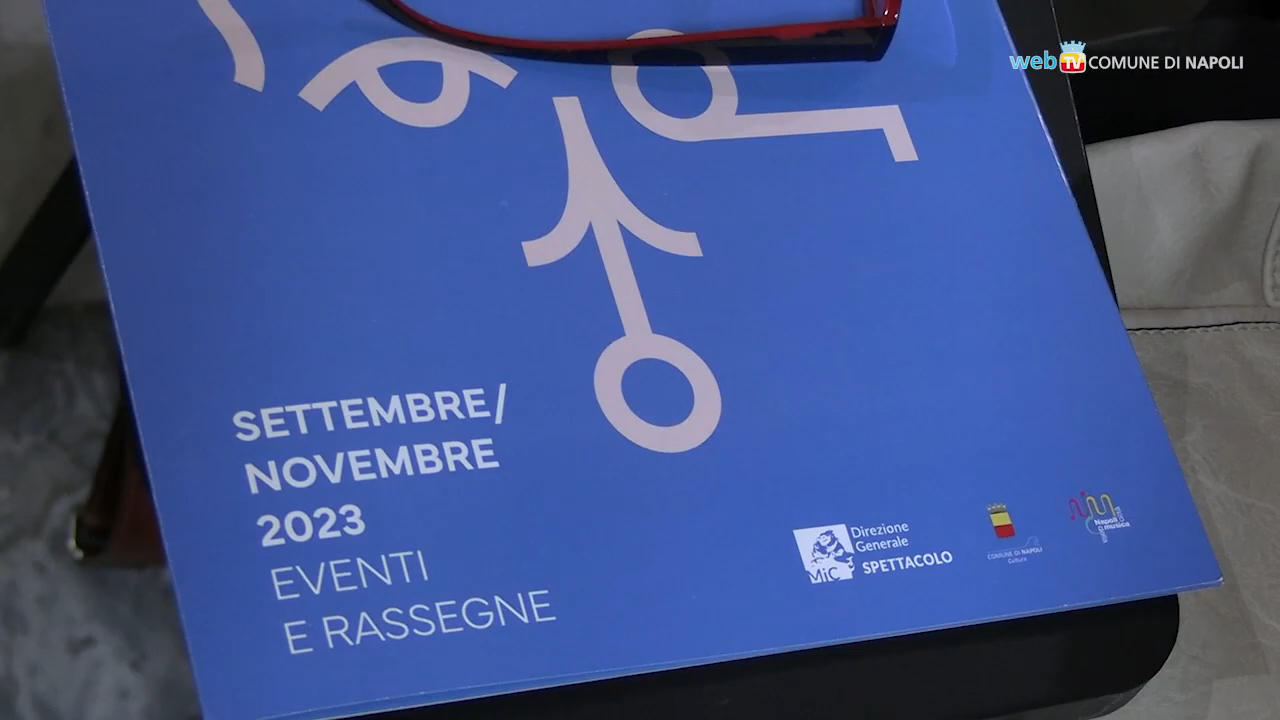 web TV COMUNE DI NAPOLI
SETTEMBRE/
NOVEMBRE
2023
EVENTI
E RASSEGNE
MiC
Direzione
Generale
SPETTACOLO
COMUNE DI NAPOLI
Cultura
Napoli
musica